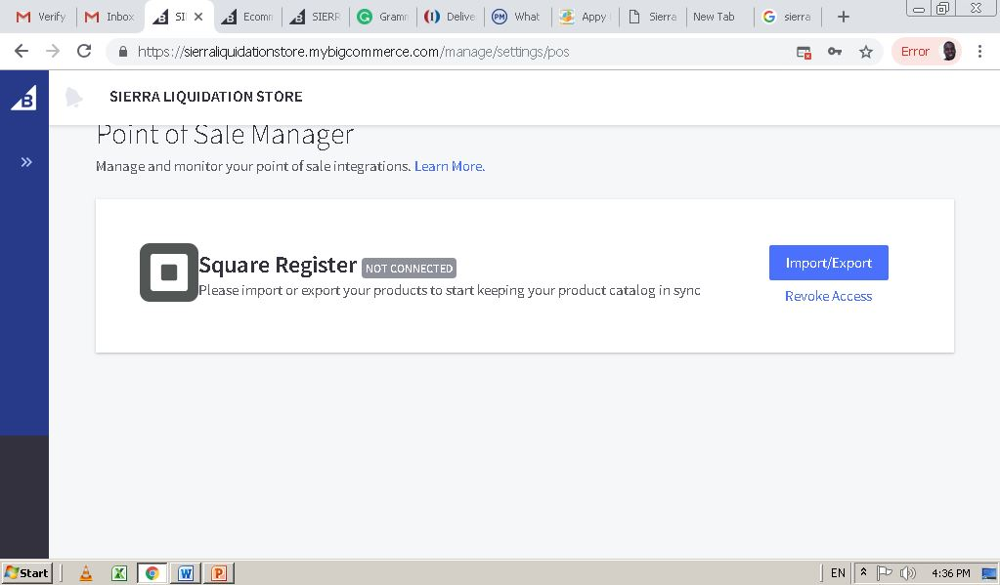 Verify
Inbox
SI
Ecomm
SIERR
Gramm
Delive
PM
What
Appy
Sierra
New Tab
sierra
https://sierraliquidationstore.mybigcommerce.com/manage/settings/pos
Error
B
SIERRA LIQUIDATION STORE
Point of Sale Manager
Manage and monitor your point of sale integrations. Learn More.
Square Register NOT CONNECTED
Please import or export your products to start keeping your product catalog in sync
Import/Export
Revoke Access
Start
EN
4:36 PM